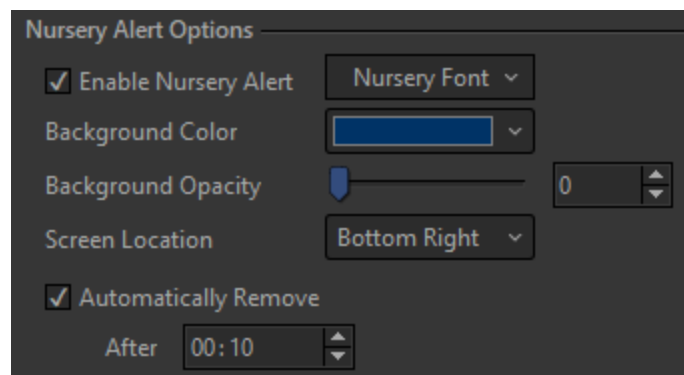 Nursery Alert Options
Enable Nursery Alert Nursery Font
Background Color
Background Opacity 0
Screen Location Bottom Right
Automatically Remove
After 00:10